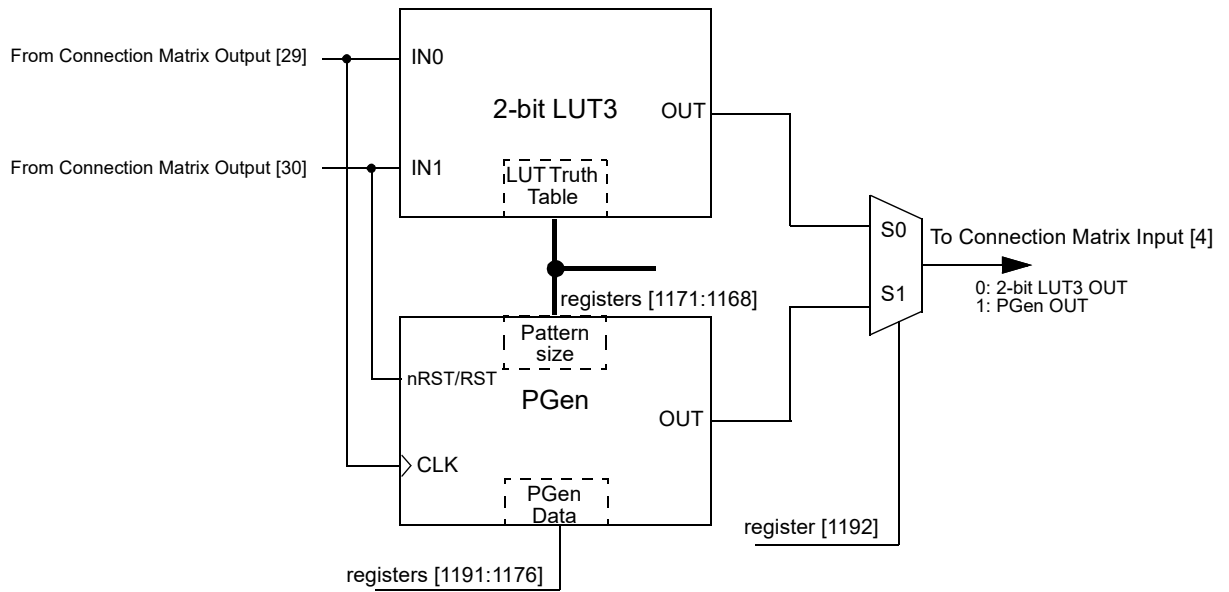 From Connection Matrix Output [29]
IN0
2-bit LUT3
OUT
From Connection Matrix Output [30]
IN1
LUT Truth
Table
S0
To Connection Matrix Input [4]
S1
0: 2-bit LUT3 OUT
1: PGen OUT
registers [1171:1168]
Pattern
size
nRST/RST
PGen
OUT
CLK
PGen
Data
register [1192]
registers [1191:1176]